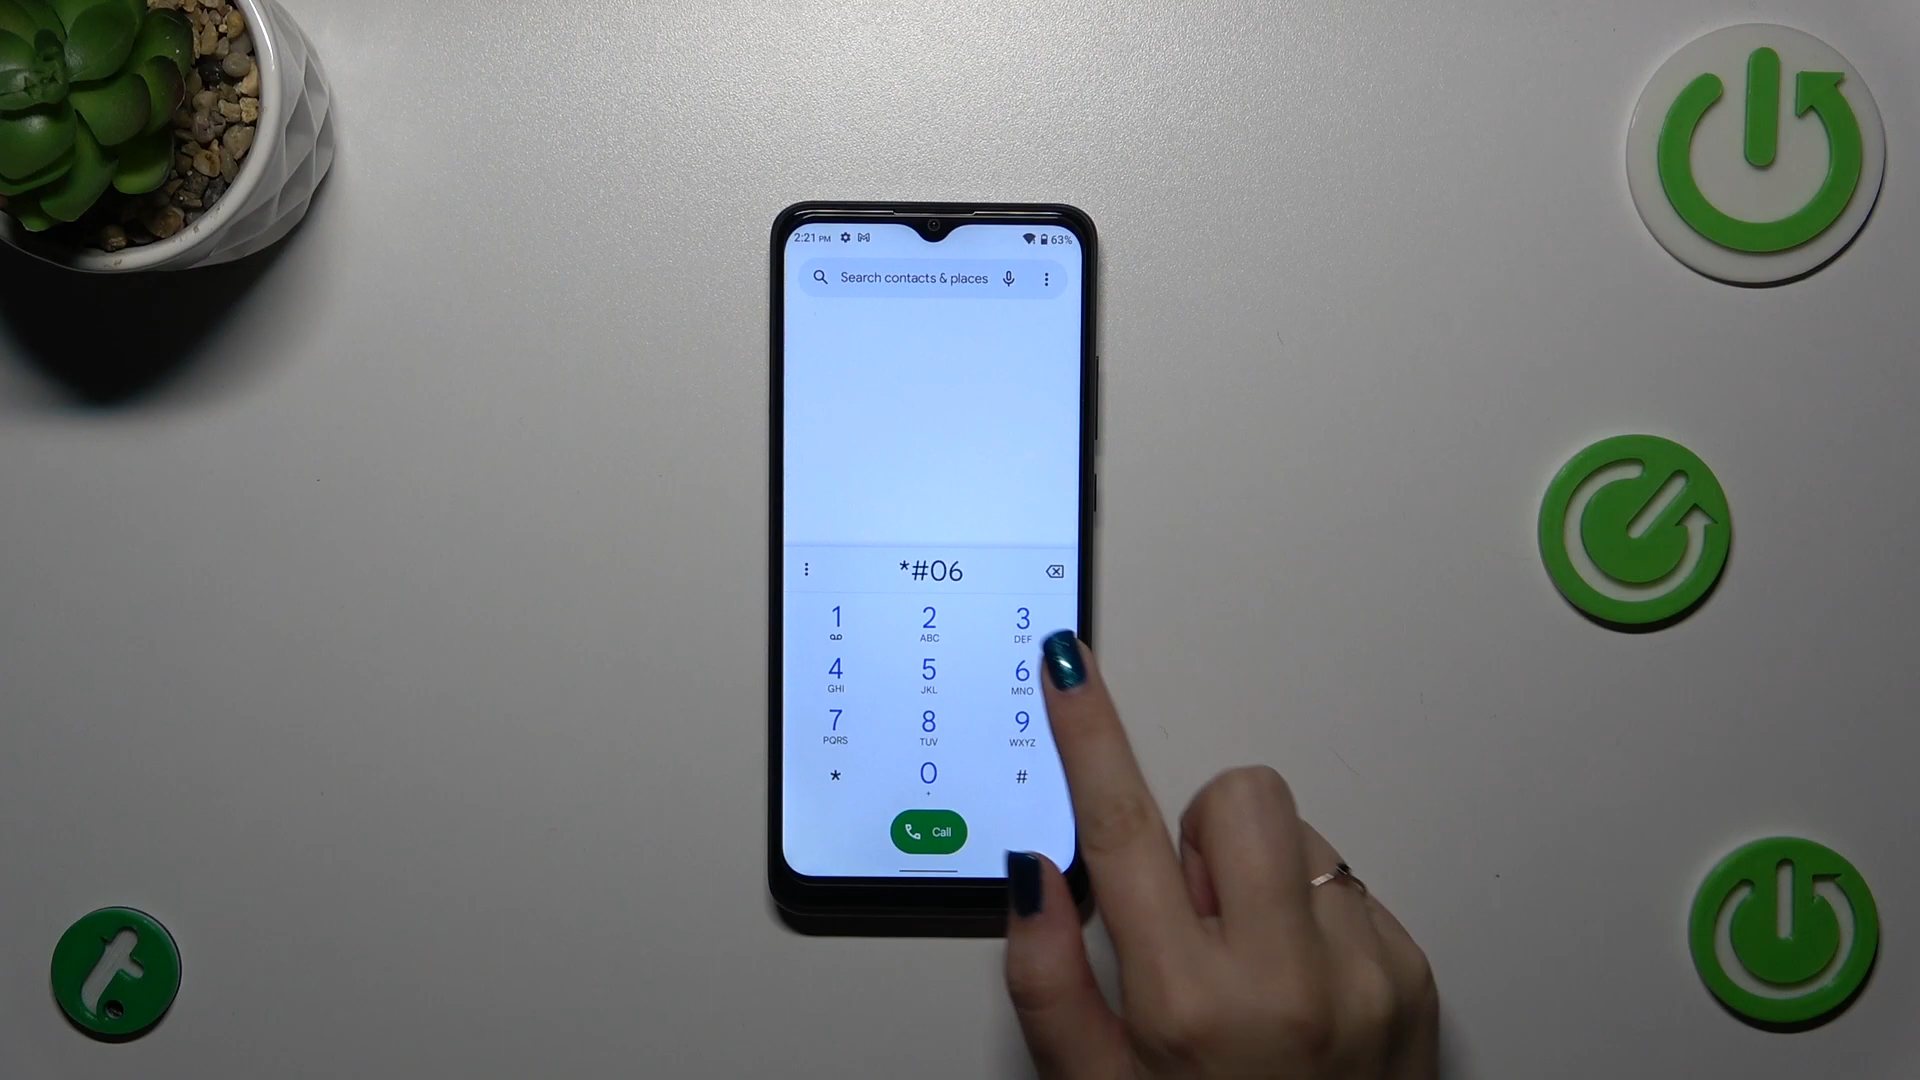 2:21 PM 63%
Search contacts & places
*#06
1 2 3
ABC DEF
4 5 6
GHI JKL MNO
7 8 9
PQRS TUV WXYZ
* 0 #
+
Call
t